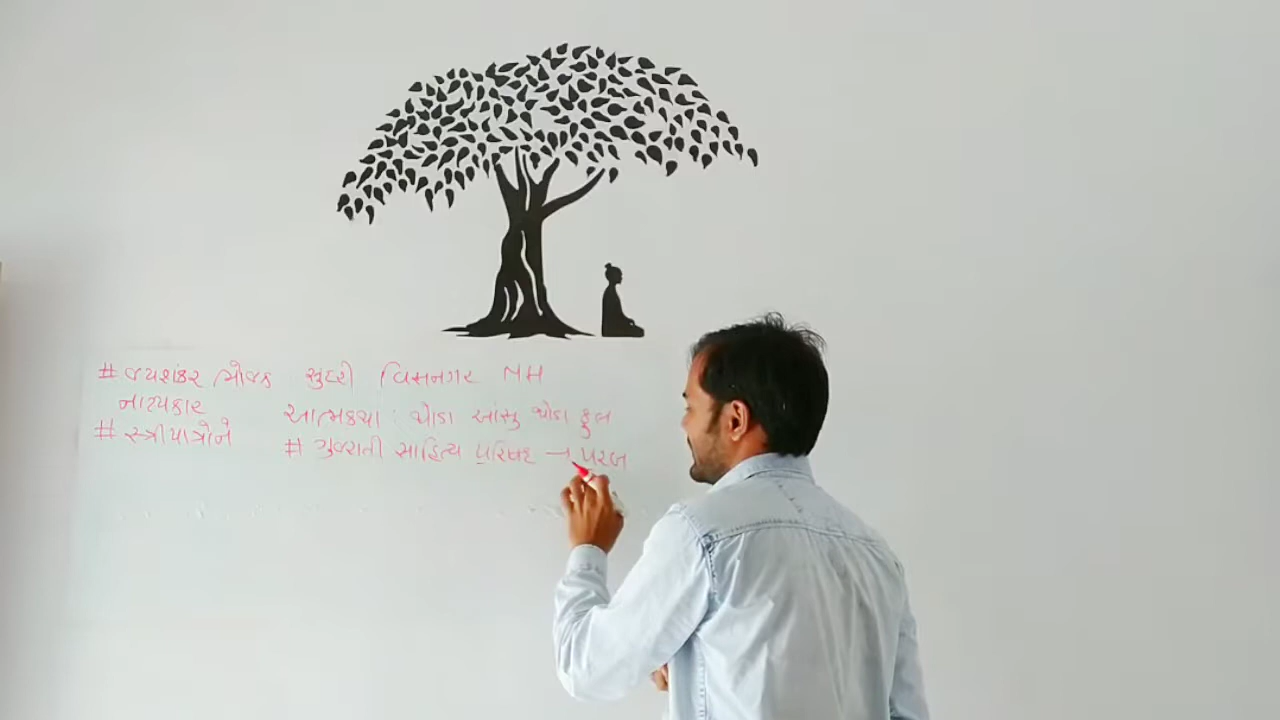 # જયશંકર ભોજક સુંદરી વિસનગર NH
નાટ્યકાર આત્મકથા : થોડા આંસુ થોડા ફુલ
# સ્ત્રીપાત્રોને # ગુજરાતી સાહિત્ય પરિષદ → પરબ